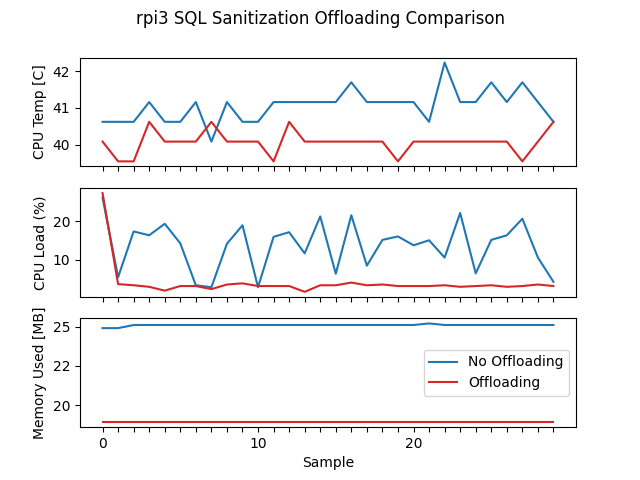 rpi3 SQL Sanitization Offloading Comparison
CPU Temp [C]
42
41
40
CPU Load (%)
20
10
Memory Used [MB]
25
22
20
No Offloading
Offloading
0
10
20
Sample